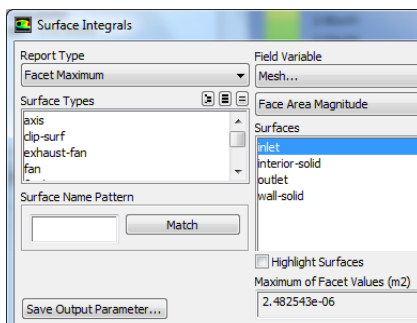 Surface Integrals
Report Type
Facet Maximum
Surface Types
axis
clip-surf
exhaust-fan
fan
Surface Name Pattern
Match
Save Output Parameter...
Field Variable
Mesh...
Face Area Magnitude
Surfaces
inlet
interior-solid
outlet
wall-solid
Highlight Surfaces
Maximum of Facet Values (m2)
2.482543e-06